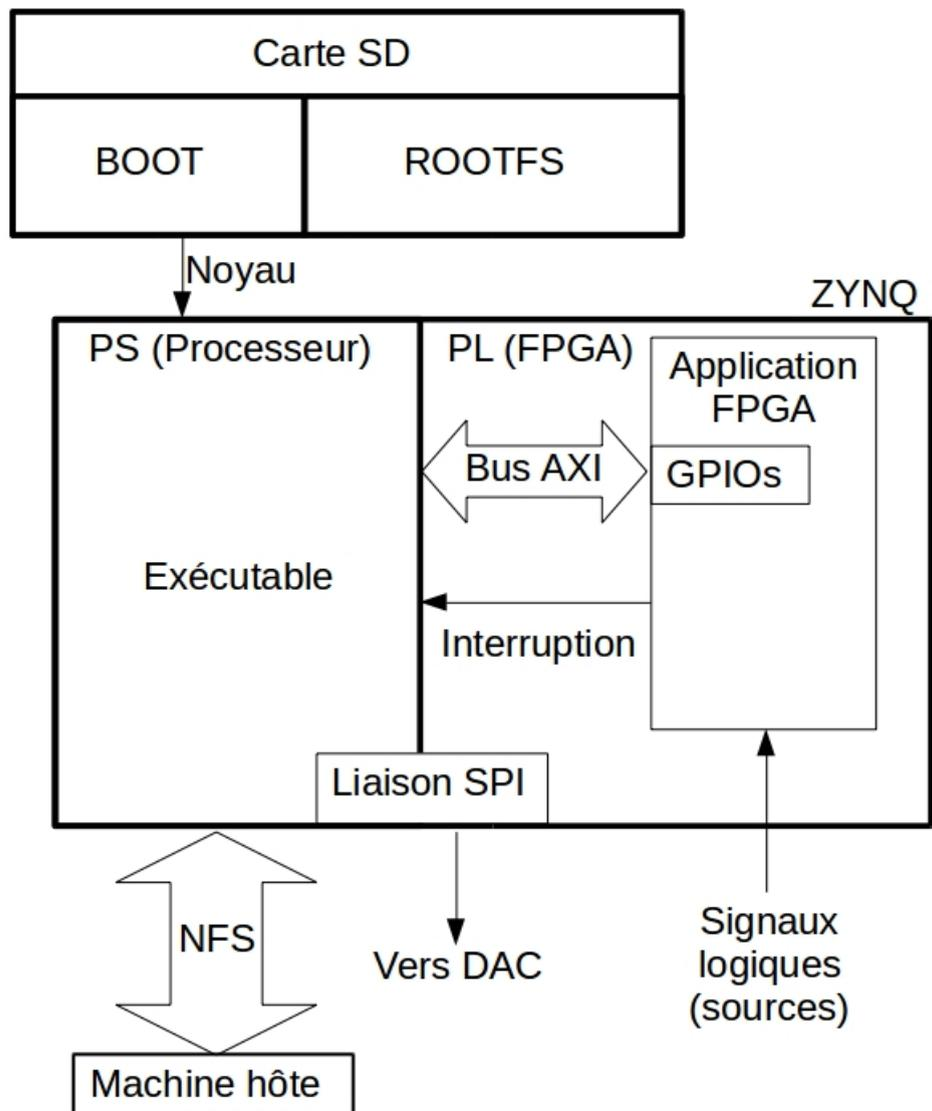 Carte SD
BOOT
ROOTFS
Noyau
ZYNQ
PS (Processeur)
PL (FPGA)
Application
FPGA
Bus AXI
GPIOs
Exécutable
Interruption
Liaison SPI
NFS
Vers DAC
Signaux
logiques
(sources)
Machine hôte